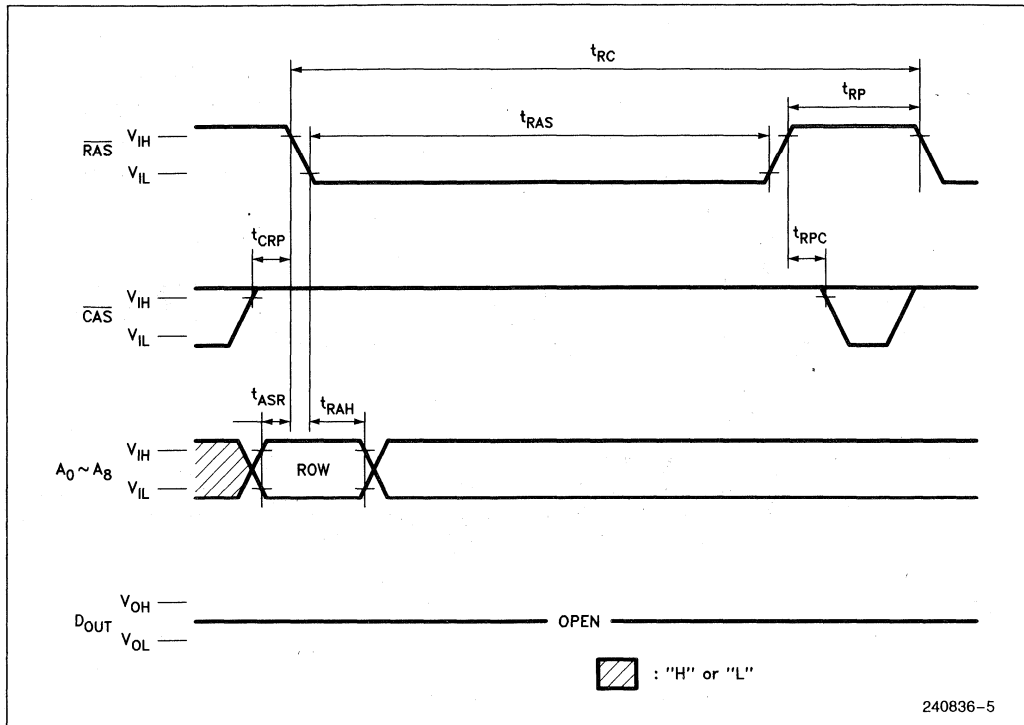 tRC
tRP
tRAS
RAS
VIH
VIL
tCRP
tRPC
CAS
VIH
VIL
tASR
tRAH
A0~A8
VIH
VIL
ROW
DOUT
VOH
VOL
OPEN
: "H" or "L"
240836-5